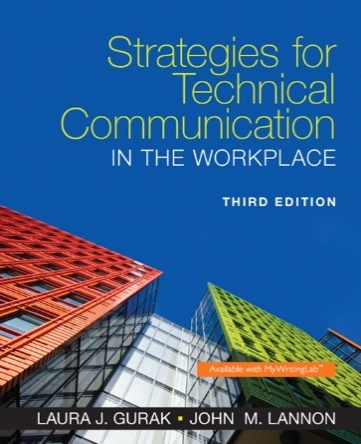 Strategies for
Technical
Communication
IN THE WORKPLACE
THIRD EDITION
Available with MyWritingLab™
LAURA J. GURAK ▪ JOHN M. LANNON